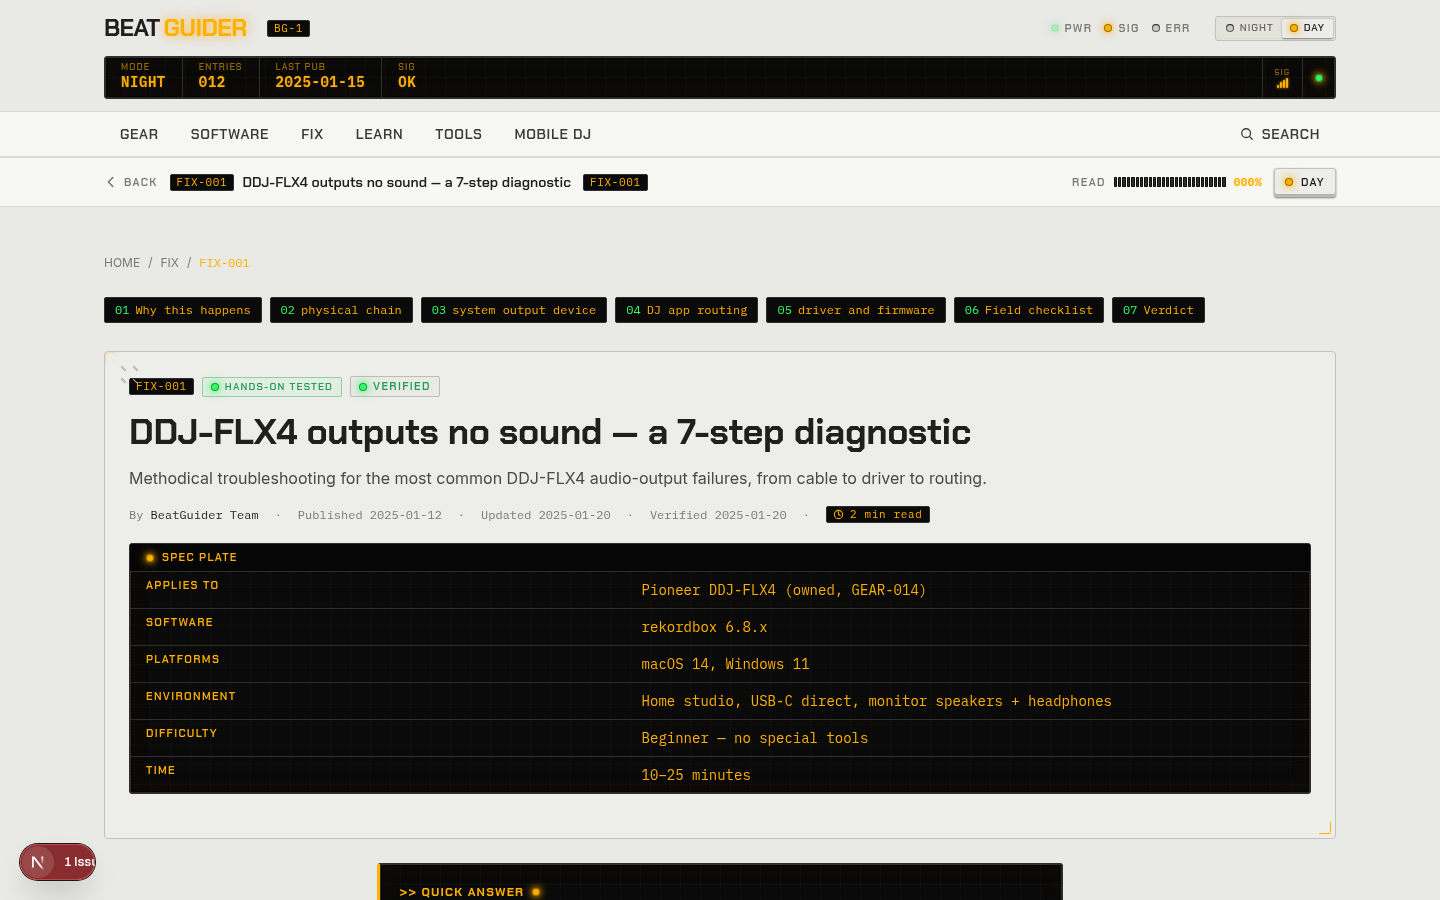 BEAT GUIDER BG-1 PWR SIG ERR NIGHT DAY
MODE ENTRIES LAST PUB SIG
NIGHT 012 2025-01-15 OK SIG
GEAR SOFTWARE FIX LEARN TOOLS MOBILE DJ SEARCH
BACK FIX-001 DDJ-FLX4 outputs no sound — a 7-step diagnostic FIX-001 READ 000% DAY
HOME / FIX / FIX-001
01 Why this happens 02 physical chain 03 system output device 04 DJ app routing 05 driver and firmware 06 Field checklist 07 Verdict
FIX-001 HANDS-ON TESTED VERIFIED
DDJ-FLX4 outputs no sound — a 7-step diagnostic
Methodical troubleshooting for the most common DDJ-FLX4 audio-output failures, from cable to driver to routing.
By BeatGuider Team · Published 2025-01-12 · Updated 2025-01-20 · Verified 2025-01-20 · 2 min read
SPEC PLATE
APPLIES TO Pioneer DDJ-FLX4 (owned, GEAR-014)
SOFTWARE rekordbox 6.8.x
PLATFORMS macOS 14, Windows 11
ENVIRONMENT Home studio, USB-C direct, monitor speakers + headphones
DIFFICULTY Beginner — no special tools
TIME 10–25 minutes
N 1 Issu
>> QUICK ANSWER